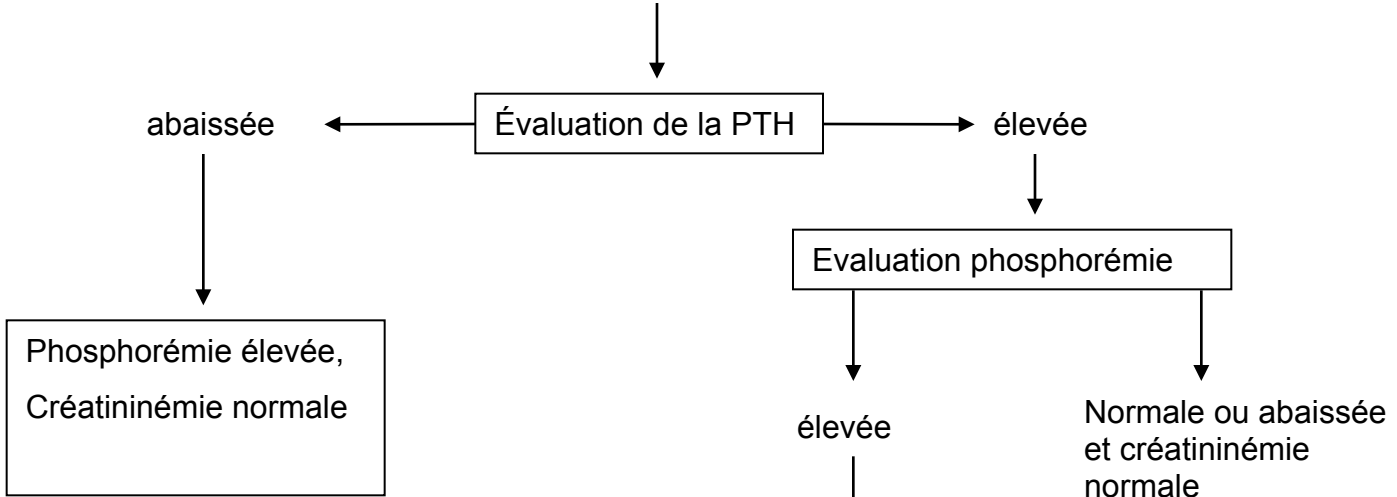 abaissée
Évaluation de la PTH
élevée
Evaluation phosphorémie
Phosphorémie élevée,
Créatininémie normale
élevée
Normale ou abaissée
et créatininémie
normale